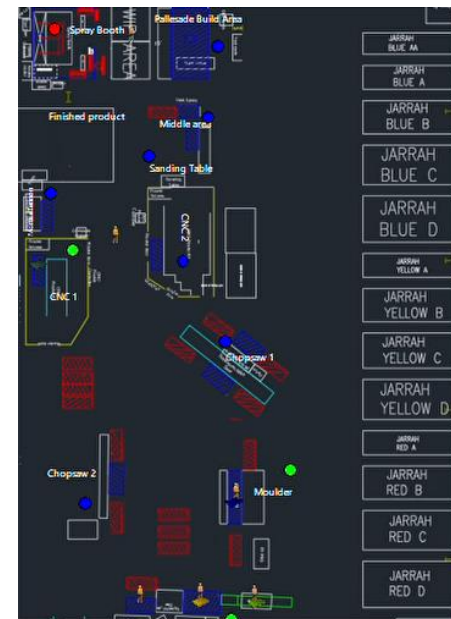 Spray Booth
Pallesade Build Area
WIP AREA
Finished product
Middle area
Sanding Table
CNC 2
CNC 1
Chopsaw 1
Chopsaw 2
Moulder
JARRAH
BLUE AA
JARRAH
BLUE A
JARRAH
BLUE B
JARRAH
BLUE C
JARRAH
BLUE D
JARRAH
YELLOW A
JARRAH
YELLOW B
JARRAH
YELLOW C
JARRAH
YELLOW D
JARRAH
RED A
JARRAH
RED B
JARRAH
RED C
JARRAH
RED D